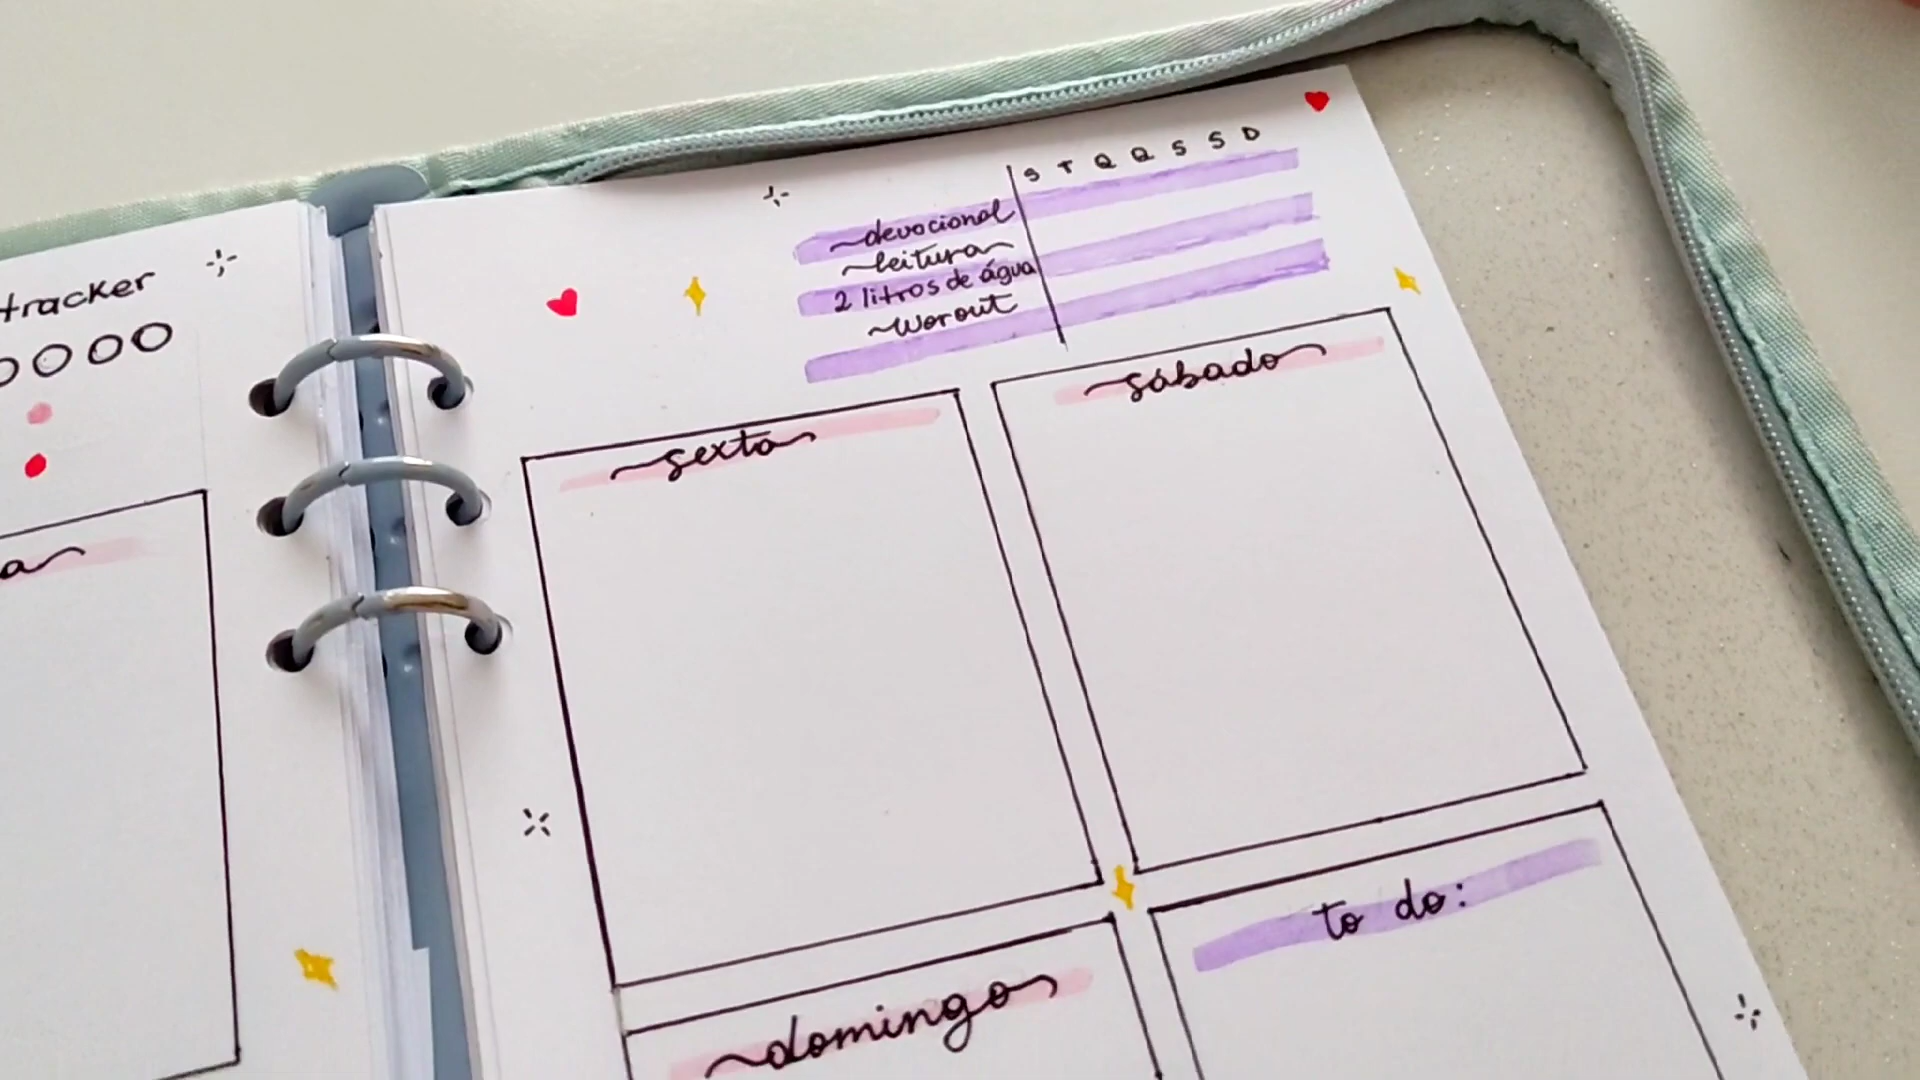 tracker
a
S T Q Q S S D
devocional
leitura
2 litros de água
Worout
sexta
sábado
to do:
domingo